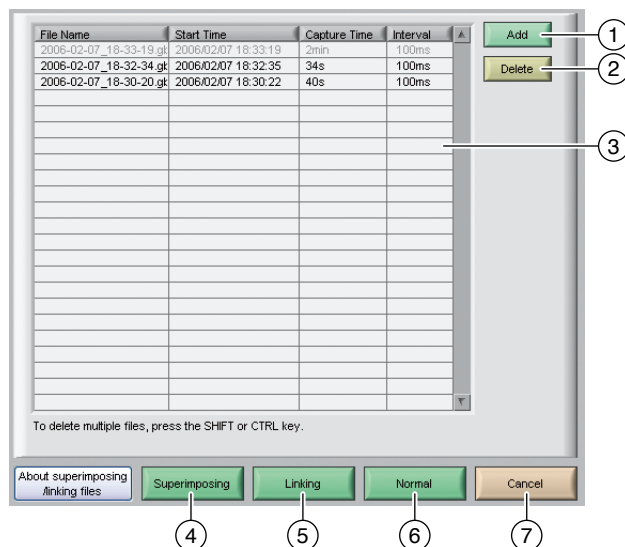 File Name Start Time Capture Time Interval
2006-02-07_18-33-19.gb 2006/02/07 18:33:19 2min 100ms
2006-02-07_18-32-34.gb 2006/02/07 18:32:35 34s 100ms
2006-02-07_18-30-20.gb 2006/02/07 18:30:22 40s 100ms
Add 1
Delete 2
3
To delete multiple files, press the SHIFT or CTRL key.
About superimposing
/linking files
Superimposing Linking Normal Cancel
4 5 6 7